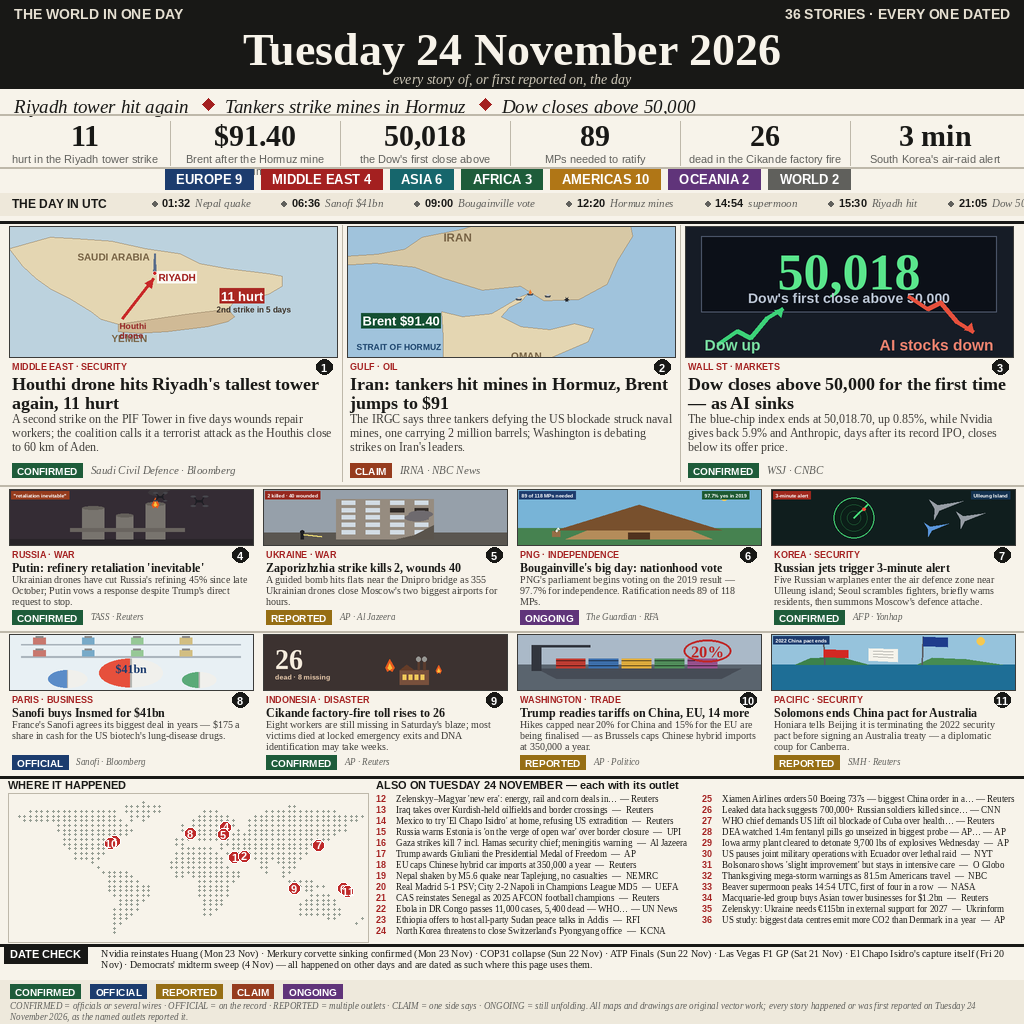 THE WORLD IN ONE DAY
36 STORIES · EVERY ONE DATED
Tuesday 24 November 2026
every story of, or first reported on, the day
Riyadh tower hit again ◆ Tankers strike mines in Hormuz ◆ Dow closes above 50,000
11
hurt in the Riyadh tower strike
$91.40
Brent after the Hormuz mine
50,018
the Dow's first close above
89
MPs needed to ratify
26
dead in the Cikande factory fire
3 min
South Korea's air-raid alert
EUROPE 9
MIDDLE EAST 4
ASIA 6
AFRICA 3
AMERICAS 10
OCEANIA 2
WORLD 2
THE DAY IN UTC
01:32 Nepal quake
06:36 Sanofi $41bn
09:00 Bougainville vote
12:20 Hormuz mines
14:54 supermoon
15:30 Riyadh hit
21:05 Dow 50
SAUDI ARABIA
RIYADH
11 hurt
2nd strike in 5 days
Houthi
drone
YEMEN
MIDDLE EAST · SECURITY
1
Houthi drone hits Riyadh's tallest tower
again, 11 hurt
A second strike on the PIF Tower in five days wounds repair
workers; the coalition calls it a terrorist attack as the Houthis close
to 60 km of Aden.
CONFIRMED Saudi Civil Defence · Bloomberg
IRAN
Brent $91.40
STRAIT OF HORMUZ
OMAN
GULF · OIL
2
Iran: tankers hit mines in Hormuz, Brent
jumps to $91
The IRGC says three tankers defying the US blockade struck naval
mines, one carrying 2 million barrels; Washington is debating
strikes on Iran's leaders.
CLAIM IRNA · NBC News
50,018
Dow's first close above 50,000
Dow up
AI stocks down
WALL ST · MARKETS
3
Dow closes above 50,000 for the first time
— as AI sinks
The blue-chip index ends at 50,018.70, up 0.85%, while Nvidia
gives back 5.9% and Anthropic, days after its record IPO, closes
below its offer price.
CONFIRMED WSJ · CNBC
"retaliation inevitable"
RUSSIA · WAR
4
Putin: refinery retaliation 'inevitable'
Ukrainian drones have cut Russia's refining 45% since late
October; Putin vows a response despite Trump's direct
request to stop.
CONFIRMED TASS · Reuters
2 killed · 40 wounded
UKRAINE · WAR
5
Zaporizhzhia strike kills 2, wounds 40
A guided bomb hits flats near the Dnipro bridge as 355
Ukrainian drones close Moscow's two biggest airports for
hours.
REPORTED AP · Al Jazeera
89 of 118 MPs needed
97.7% yes in 2019
PNG · INDEPENDENCE
6
Bougainville's big day: nationhood vote
PNG's parliament begins voting on the 2019 result —
97.7% for independence. Ratification needs 89 of 118
MPs.
ONGOING The Guardian · RFA
3-minute alert
Ulleung Island
KOREA · SECURITY
7
Russian jets trigger 3-minute alert
Five Russian warplanes enter the air defence zone near
Ulleung island; Seoul scrambles fighters, briefly warns
residents, then summons Moscow's defence attache.
CONFIRMED AFP · Yonhap
$41bn
PARIS · BUSINESS
8
Sanofi buys Insmed for $41bn
France's Sanofi agrees its biggest deal in years — $175 a
share in cash for the US biotech's lung-disease drugs.
OFFICIAL Sanofi · Bloomberg
26
dead · 8 missing
INDONESIA · DISASTER
9
Cikande factory-fire toll rises to 26
Eight workers are still missing in Saturday's blaze; most
victims died at locked emergency exits and DNA
identification may take weeks.
CONFIRMED AP · Reuters
20%
WASHINGTON · TRADE
10
Trump readies tariffs on China, EU, 14 more
Hikes capped near 20% for China and 15% for the EU are
being finalised — as Brussels caps Chinese hybrid imports
at 350,000 a year.
REPORTED AP · Politico
2022 China pact ends
PACIFIC · SECURITY
11
Solomons ends China pact for Australia
Honiara tells Beijing it is terminating the 2022 security
pact before signing an Australia treaty — a diplomatic
coup for Canberra.
REPORTED SMH · Reuters
WHERE IT HAPPENED
10
8
4
5
1
2
7
9
11
ALSO ON TUESDAY 24 NOVEMBER — each with its outlet
12 Zelenskyy–Magyar 'new era': energy, rail and corn deals in… — Reuters
13 Iraq takes over Kurdish-held oilfields and border crossings. — Reuters
14 Mexico to try 'El Chapo Isidro' at home, refusing US extradition — Reuters
15 Russia warns Estonia is 'on the verge of open war' over border closure — UPI
16 Gaza strikes kill 7 incl. Hamas security chief; meningitis warning — Al Jazeera
17 Trump awards Giuliani the Presidential Medal of Freedom — AP
18 EU caps Chinese hybrid car imports at 350,000 a year — Reuters
19 Nepal shaken by M5.6 quake near Taplejung, no casualties — NEMRC
20 Real Madrid 5-1 PSV; City 2-2 Napoli in Champions League MD5 — UEFA
21 CAS reinstates Senegal as 2025 AFCON football champions — Reuters
22 Ebola in DR Congo passes 11,000 cases, 5,400 dead — WHO… — UN News
23 Ethiopia offers to host all-party Sudan peace talks in Addis — RFI
24 North Korea threatens to close Switzerland's Pyongyang office — KCNA
25 Xiamen Airlines orders 50 Boeing 737s — biggest China order in a… — Reuters
26 Leaked data hack suggests 700,000+ Russian soldiers killed since… — CNN
27 WHO chief demands US lift oil blockade of Cuba over health… — Reuters
28 DEA watched 1.4m fentanyl pills go unseized in biggest probe — AP… — AP
29 Iowa army plant cleared to detonate 9,700 lbs of explosives Wednesday — AP
30 US pauses joint military operations with Ecuador over lethal raid — NYT
31 Bolsonaro shows 'slight improvement' but stays in intensive care — O Globo
32 Thanksgiving mega-storm warnings as 81.5m Americans travel — NBC
33 Beaver supermoon peaks 14:54 UTC, first of four in a row — NASA
34 Macquarie-led group buys Asian tower businesses for $1.2bn — Reuters
35 Zelenskyy: Ukraine needs €115bn in external support for 2027 — Ukrinform
36 US study: biggest data centres emit more CO2 than Denmark in a year — AP
DATE CHECK
Nvidia reinstates Huang (Mon 23 Nov) · Merkury corvette sinking confirmed (Mon 23 Nov) · COP31 collapse (Sun 22 Nov) · ATP Finals (Sun 22 Nov) · Las Vegas F1 GP (Sat 21 Nov) · El Chapo Isidro's capture itself (Fri 20
Nov) · Democrats' midterm sweep (4 Nov) — all happened on other days and are dated as such where this page uses them.
CONFIRMED
OFFICIAL
REPORTED
CLAIM
ONGOING
CONFIRMED = officials or several wires · OFFICIAL = on the record · REPORTED = multiple outlets · CLAIM = one side says · ONGOING = still unfolding. All maps and drawings are original vector work; every story happened or was first reported on Tuesday 24
November 2026, as the named outlets reported it.